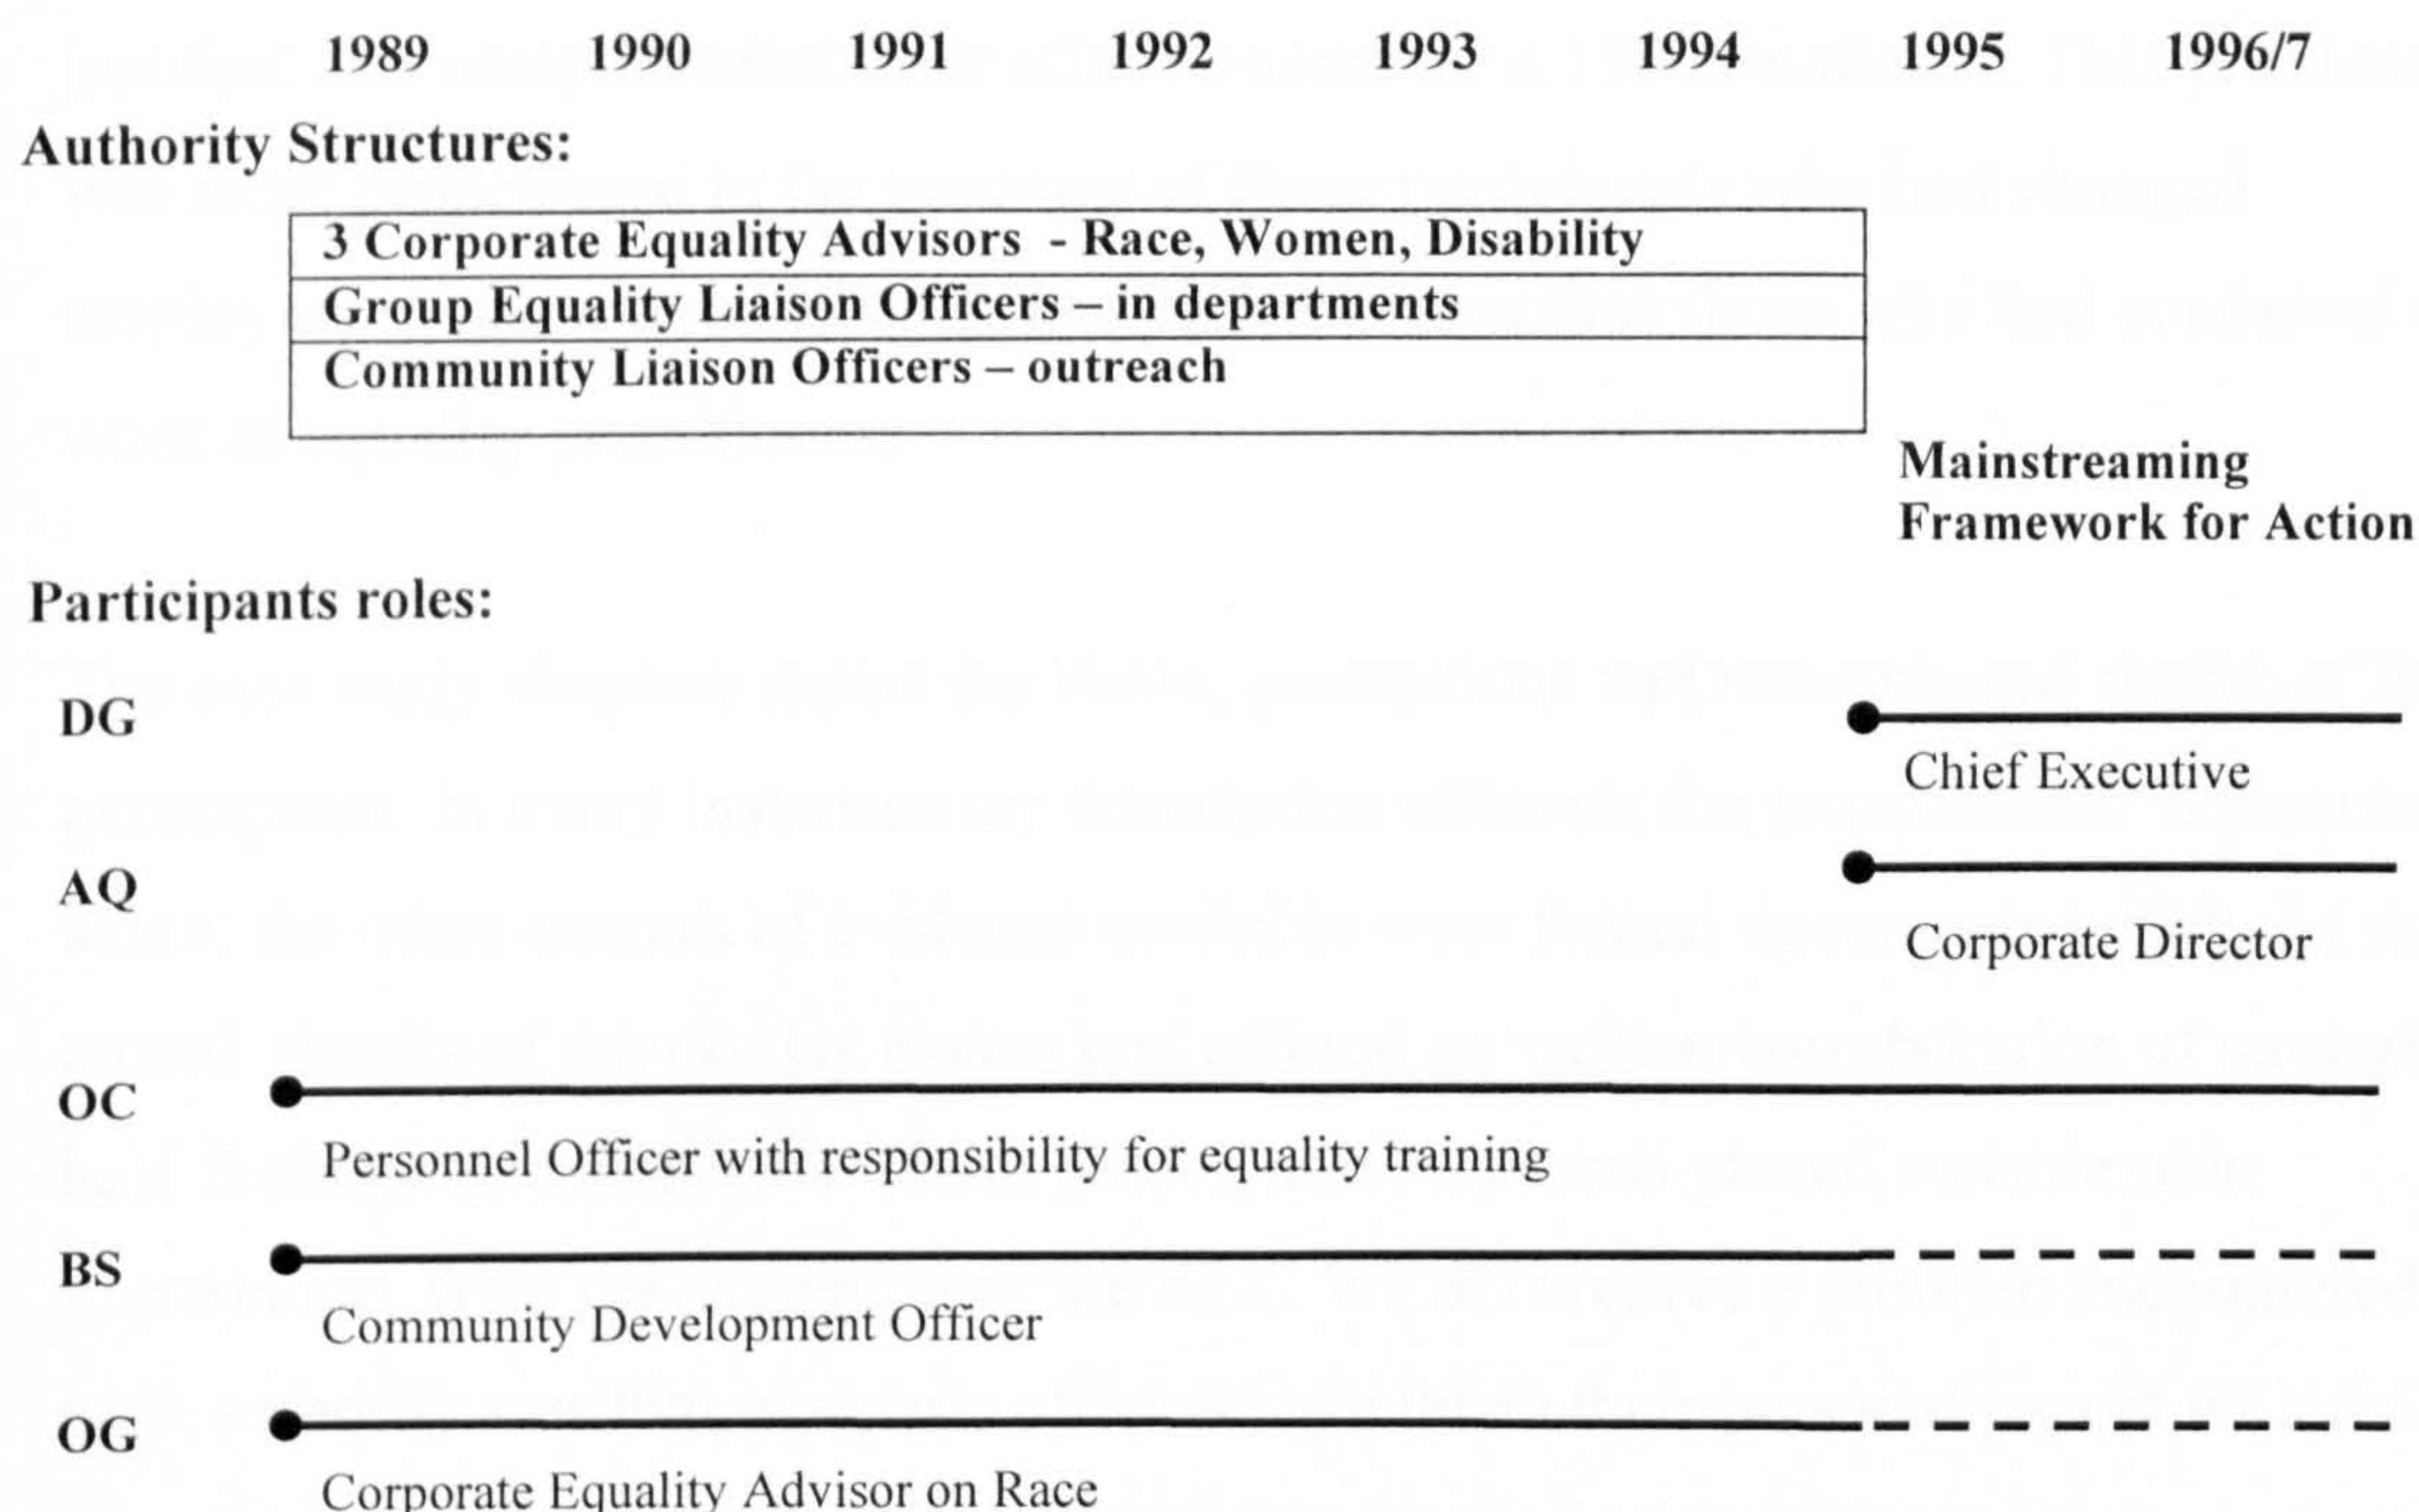 1989 1990 1991 1992 1993 1994 1995 1996/7
Authority Structures:
3 Corporate Equality Advisors - Race, Women, Disability
Group Equality Liaison Officers – in departments
Community Liaison Officers – outreach
Mainstreaming
Framework for Action
Participants roles:
DG
Chief Executive
AQ
Corporate Director
OC
Personnel Officer with responsibility for equality training
BS
Community Development Officer
OG
Corporate Equality Advisor on Race